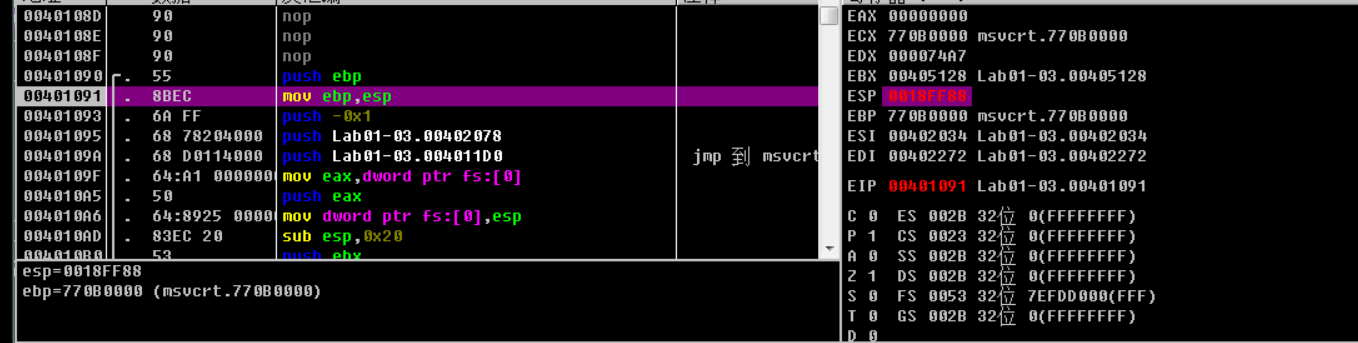 0040108D 90 nop
0040108E 90 nop
0040108F 90 nop
00401090 . 55 push ebp
00401091 . 8BEC mov ebp,esp
00401093 . 6A FF push -0x1
00401095 . 68 78204000 push Lab01-03.00402078
0040109A . 68 D0114000 push Lab01-03.004011D0 jmp 到 msvcrt
0040109F . 64:A1 0000000 mov eax,dword ptr fs:[0]
004010A5 . 50 push eax
004010A6 . 64:8925 0000 mov dword ptr fs:[0],esp
004010AD . 83EC 20 sub esp,0x20
004010B0 . 53 push ebx
esp=0018FF88
ebp=770B0000 (msvcrt.770B0000)
EAX 00000000
ECX 770B0000 msvcrt.770B0000
EDX 000074A7
EBX 00405128 Lab01-03.00405128
ESP 0018FF88
EBP 770B0000 msvcrt.770B0000
ESI 00402034 Lab01-03.00402034
EDI 00402272 Lab01-03.00402272
EIP 00401091 Lab01-03.00401091
C 0 ES 002B 32位 0(FFFFFFFF)
P 1 CS 0023 32位 0(FFFFFFFF)
A 0 SS 002B 32位 0(FFFFFFFF)
Z 1 DS 002B 32位 0(FFFFFFFF)
S 0 FS 0053 32位 7EFDD000(FFF)
T 0 GS 002B 32位 0(FFFFFFFF)
D 0